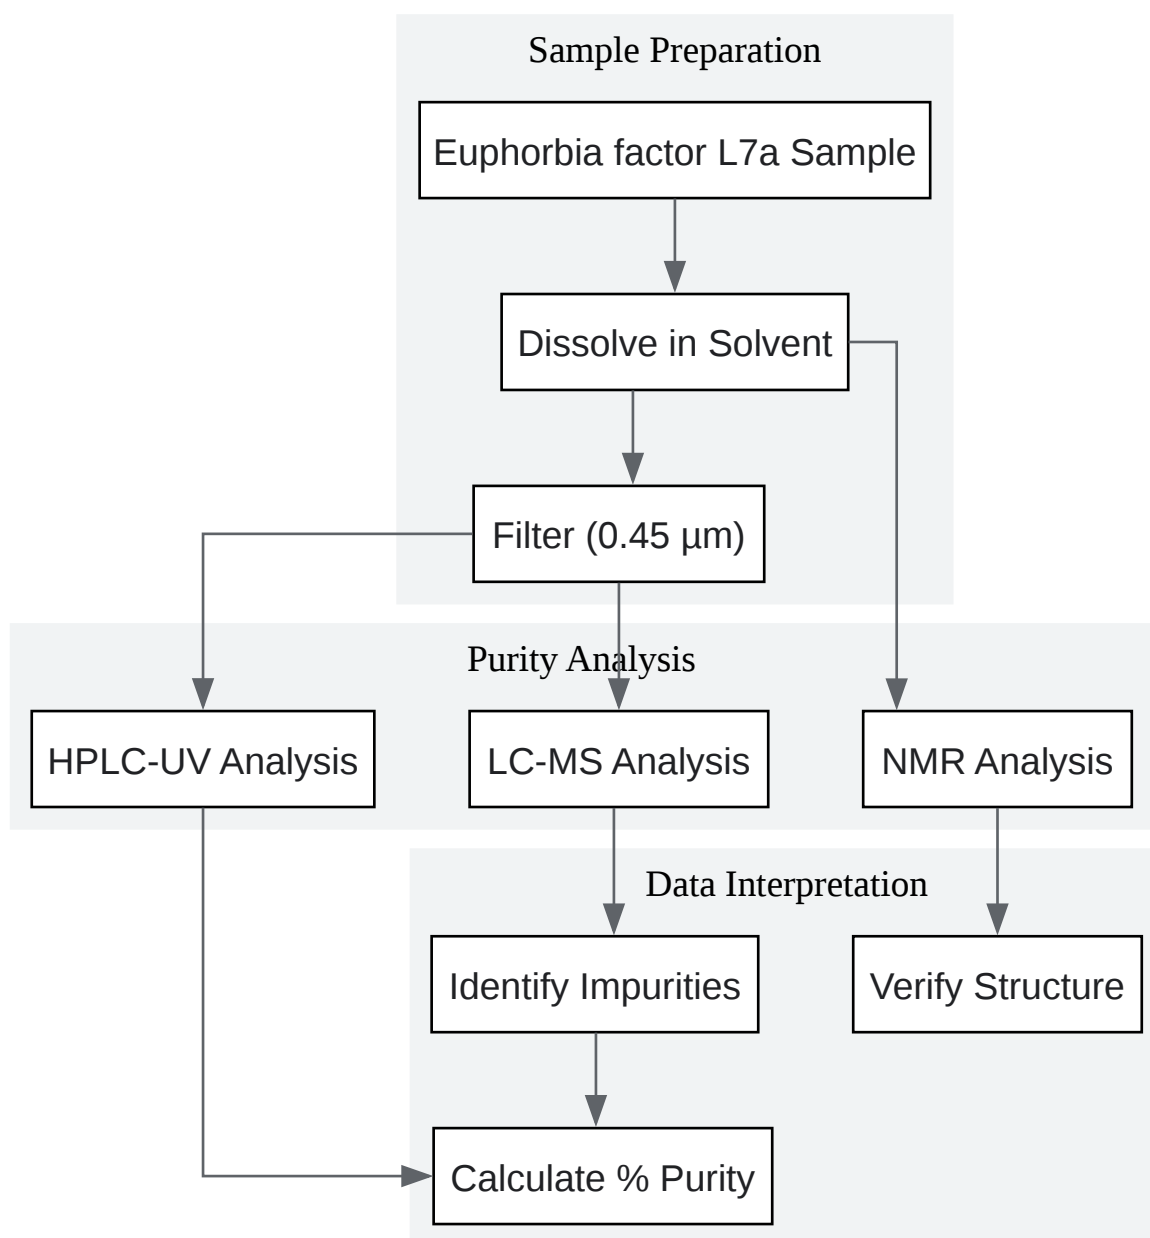 Sample Preparation
Euphorbia factor L7a Sample
Dissolve in Solvent
Filter (0.45 µm)
Purity Analysis
HPLC-UV Analysis
LC-MS Analysis
NMR Analysis
Data Interpretation
Identify Impurities
Verify Structure
Calculate % Purity